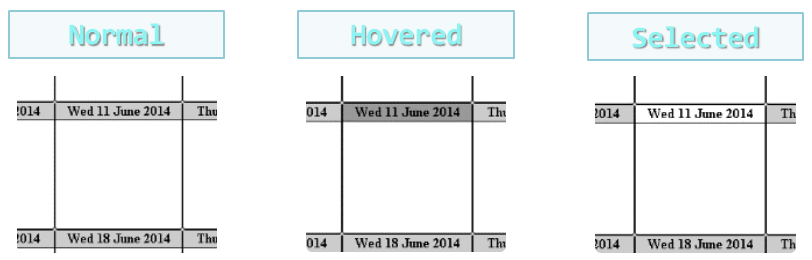 Normal
Hovered
Selected
2014 Wed 11 June 2014 Thu
014 Wed 11 June 2014 Thu
2014 Wed 11 June 2014 Th
2014 Wed 18 June 2014 Thu
014 Wed 18 June 2014 Thu
2014 Wed 18 June 2014 Th